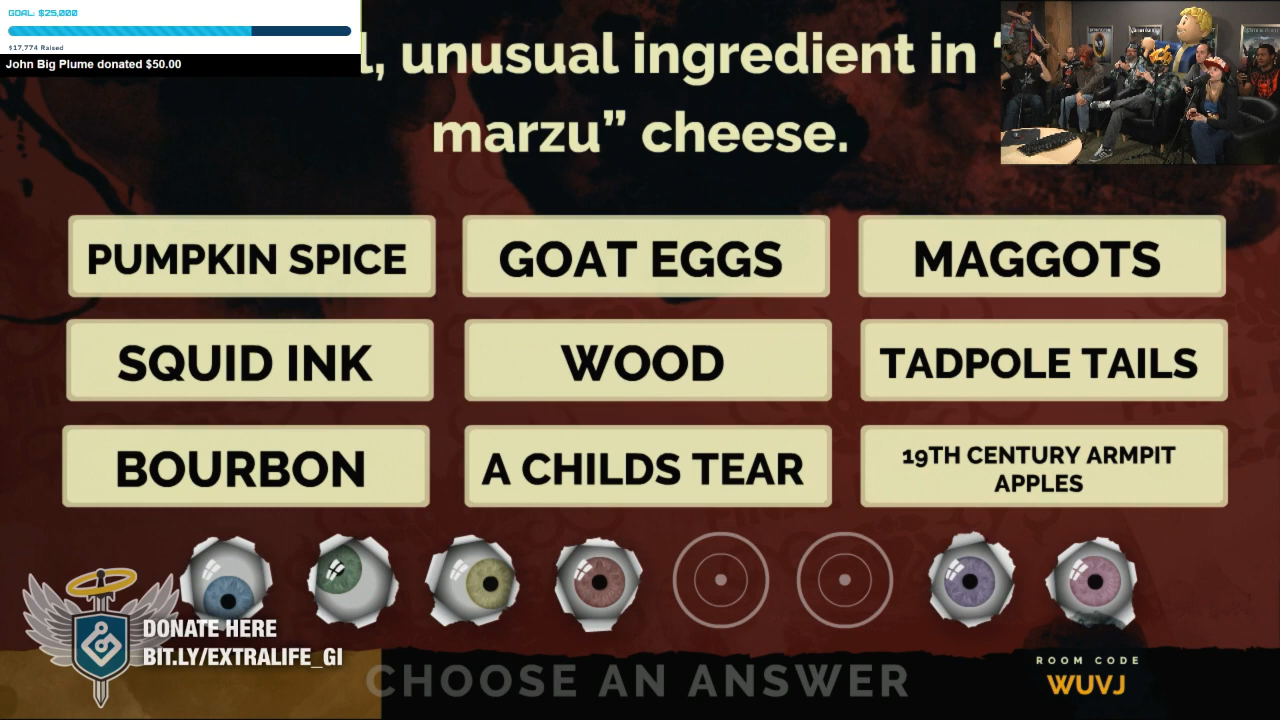 GOAL: $25,000
$17,774 Raised
John Big Plume donated $50.00
l, unusual ingredient in “
marzu” cheese.
PUMPKIN SPICE
GOAT EGGS
MAGGOTS
SQUID INK
WOOD
TADPOLE TAILS
BOURBON
A CHILDS TEAR
19TH CENTURY ARMPIT
APPLES
DONATE HERE
BIT.LY/EXTRALIFE_GI
CHOOSE AN ANSWER
ROOM CODE
WUVJ